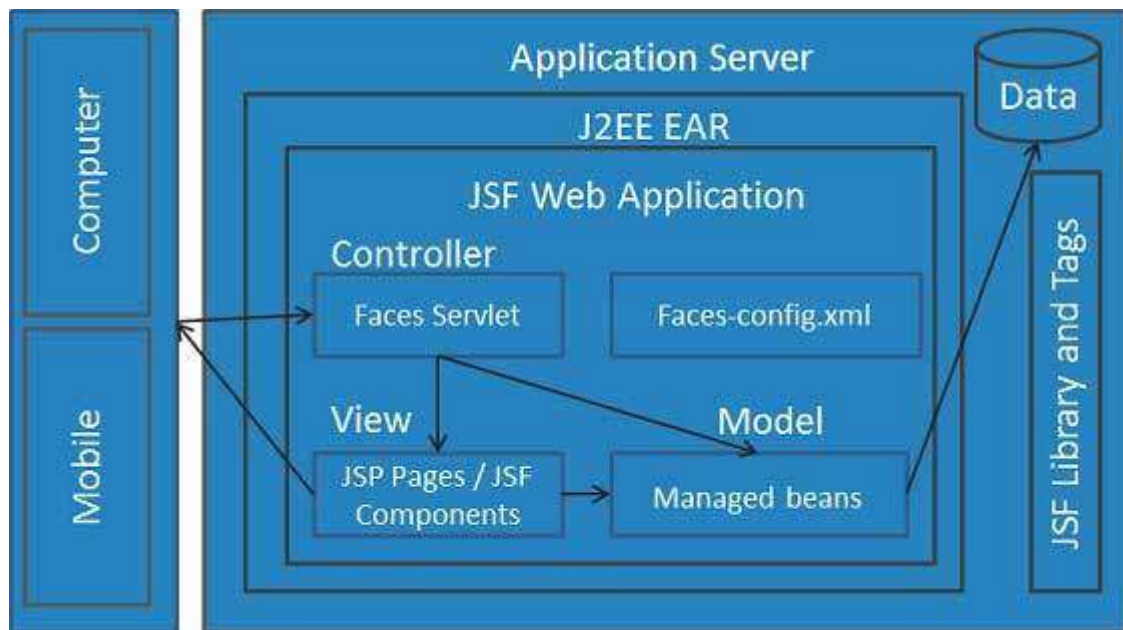 Computer
Mobile
Application Server
Data
J2EE EAR
JSF Web Application
Controller
Faces Servlet
Faces-config.xml
View
Model
JSP Pages / JSF
Components
Managed beans
JSF Library and Tags